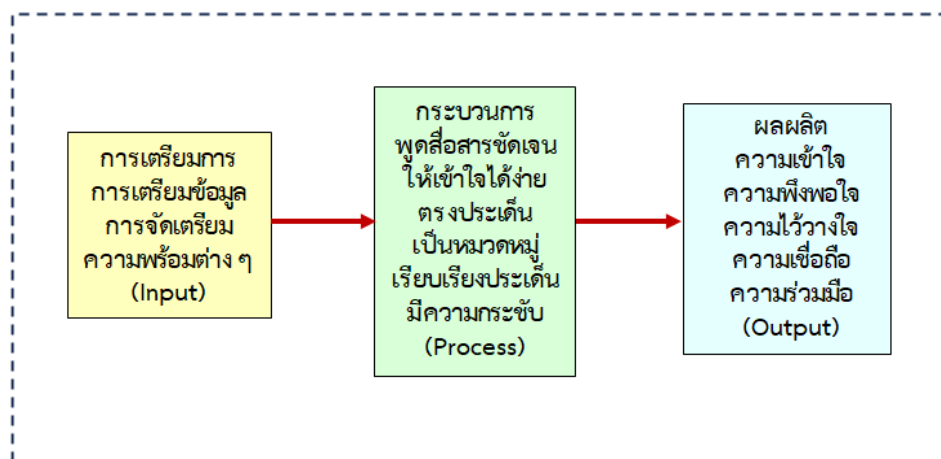 การเตรียมการ
การเตรียมข้อมูล
การจัดเตรียม
ความพร้อมต่าง ๆ
(Input)
กระบวนการ
พูดสื่อสารชัดเจน
ให้เข้าใจได้ง่าย
ตรงประเด็น
เป็นหมวดหมู่
เรียบเรียงประเด็น
มีความกระชับ
(Process)
ผลผลิต
ความเข้าใจ
ความพึงพอใจ
ความไว้วางใจ
ความเชื่อถือ
ความร่วมมือ
(Output)